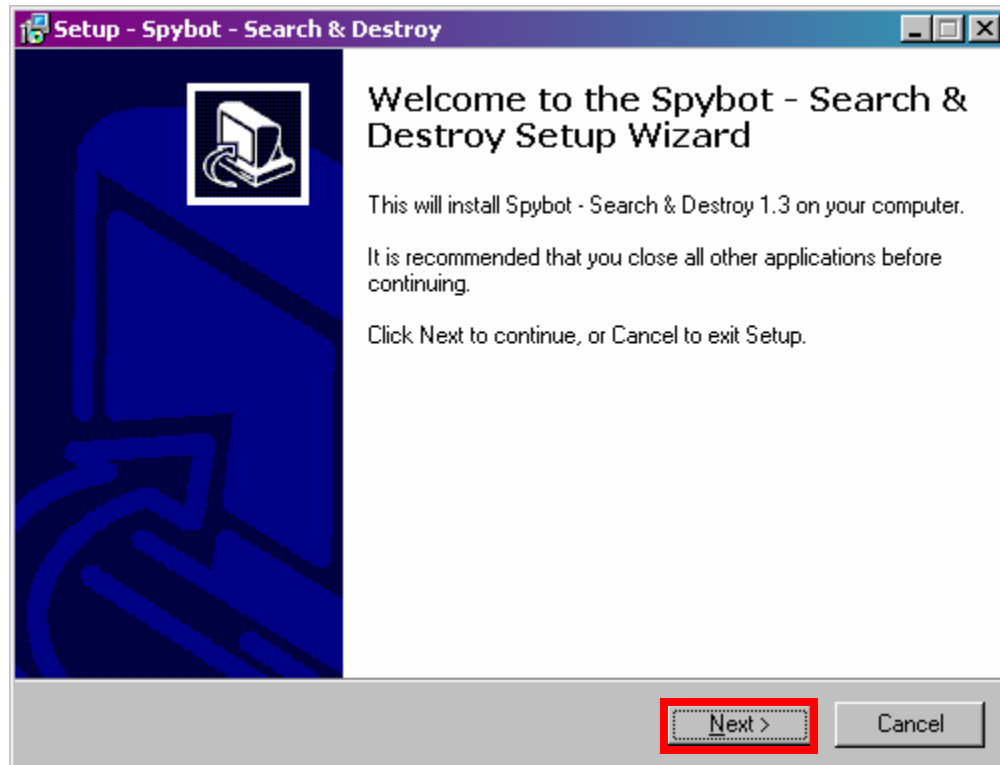 Setup - Spybot - Search & Destroy
Welcome to the Spybot - Search &
Destroy Setup Wizard
This will install Spybot - Search & Destroy 1.3 on your computer.
It is recommended that you close all other applications before
continuing.
Click Next to continue, or Cancel to exit Setup.
Next > Cancel